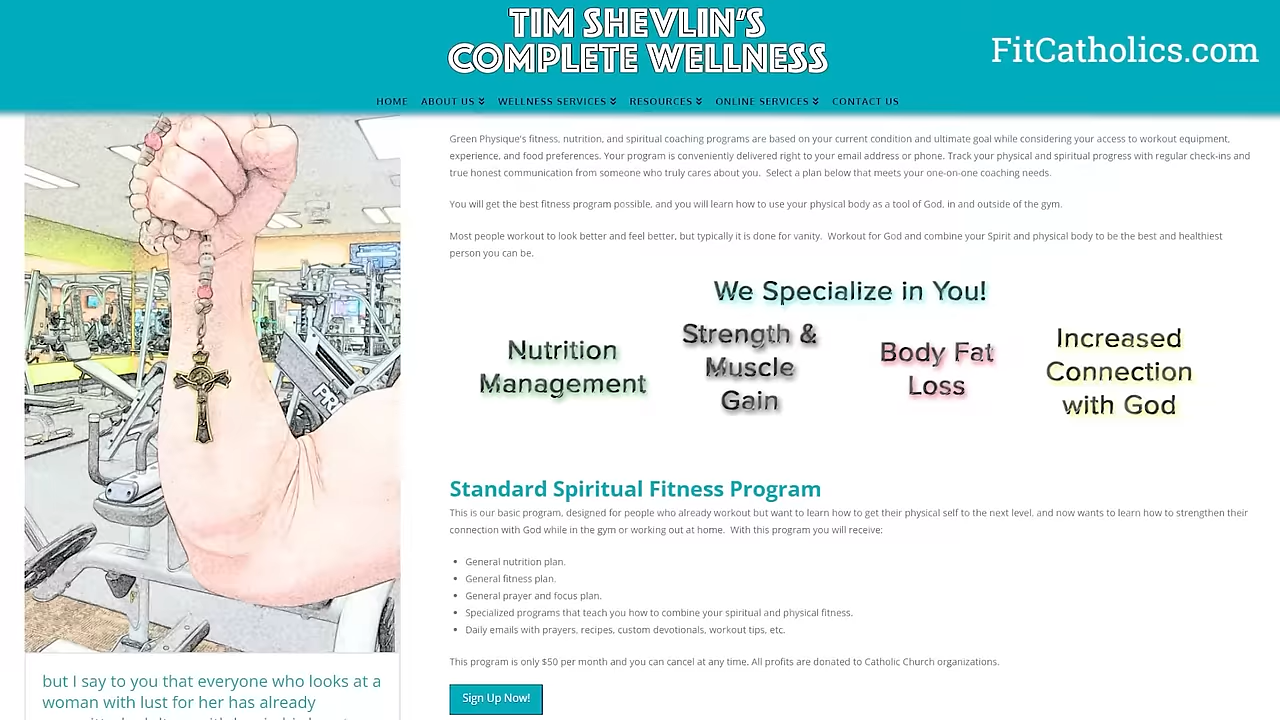 TIM SHEVLIN'S
COMPLETE WELLNESS
FitCatholics.com
HOME ABOUT US WELLNESS SERVICES RESOURCES ONLINE SERVICES CONTACT US
Green Physique's fitness, nutrition, and spiritual coaching programs are based on your current condition and ultimate goal while considering your access to workout equipment,
experience, and food preferences. Your program is conveniently delivered right to your email address or phone. Track your physical and spiritual progress with regular check-ins and
true honest communication from someone who truly cares about you. Select a plan below that meets your one-on-one coaching needs.
You will get the best fitness program possible, and you will learn how to use your physical body as a tool of God, in and outside of the gym.
Most people workout to look better and feel better, but typically it is done for vanity. Workout for God and combine your Spirit and physical body to be the best and healthiest
person you can be.
We Specialize in You!
Nutrition
Management
Strength &
Muscle
Gain
Body Fat
Loss
Increased
Connection
with God
Standard Spiritual Fitness Program
This is our basic program, designed for people who already workout but want to learn how to get their physical self to the next level, and now wants to learn how to strengthen their
connection with God while in the gym or working out at home. With this program you will receive:
• General nutrition plan.
• General fitness plan.
• General prayer and focus plan.
• Specialized programs that teach you how to combine your spiritual and physical fitness.
• Daily emails with prayers, recipes, custom devotionals, workout tips, etc.
This program is only $50 per month and you can cancel at any time. All profits are donated to Catholic Church organizations.
Sign Up Now!
but I say to you that everyone who looks at a
woman with lust for her has already